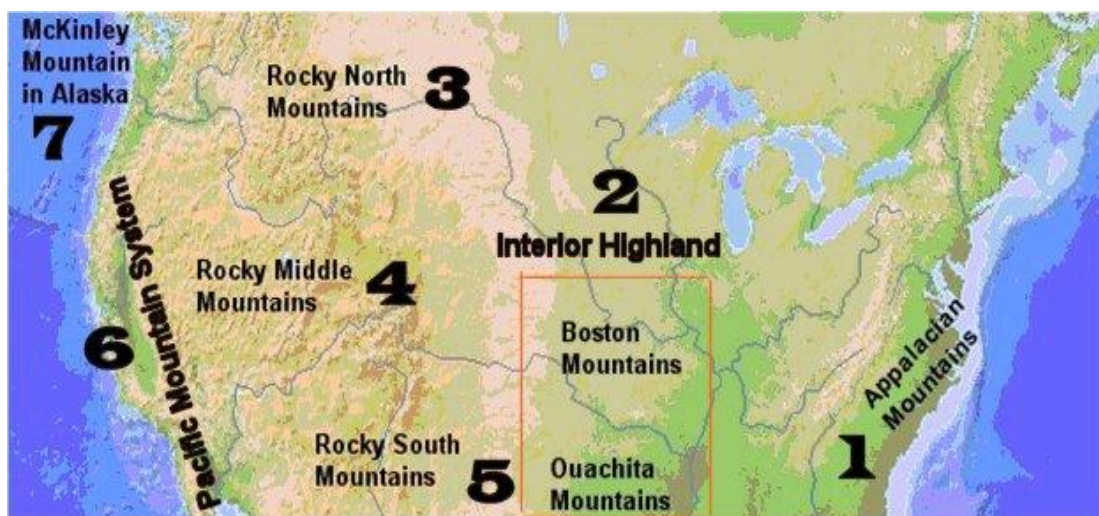 McKinley
Mountain
in Alaska
7
Rocky North
Mountains
3
2
Interior Highland
Pacific Mountain System
6
Rocky Middle
Mountains
4
Boston
Mountains
Appalacian
Mountains
1
Rocky South
Mountains
5
Ouachita
Mountains